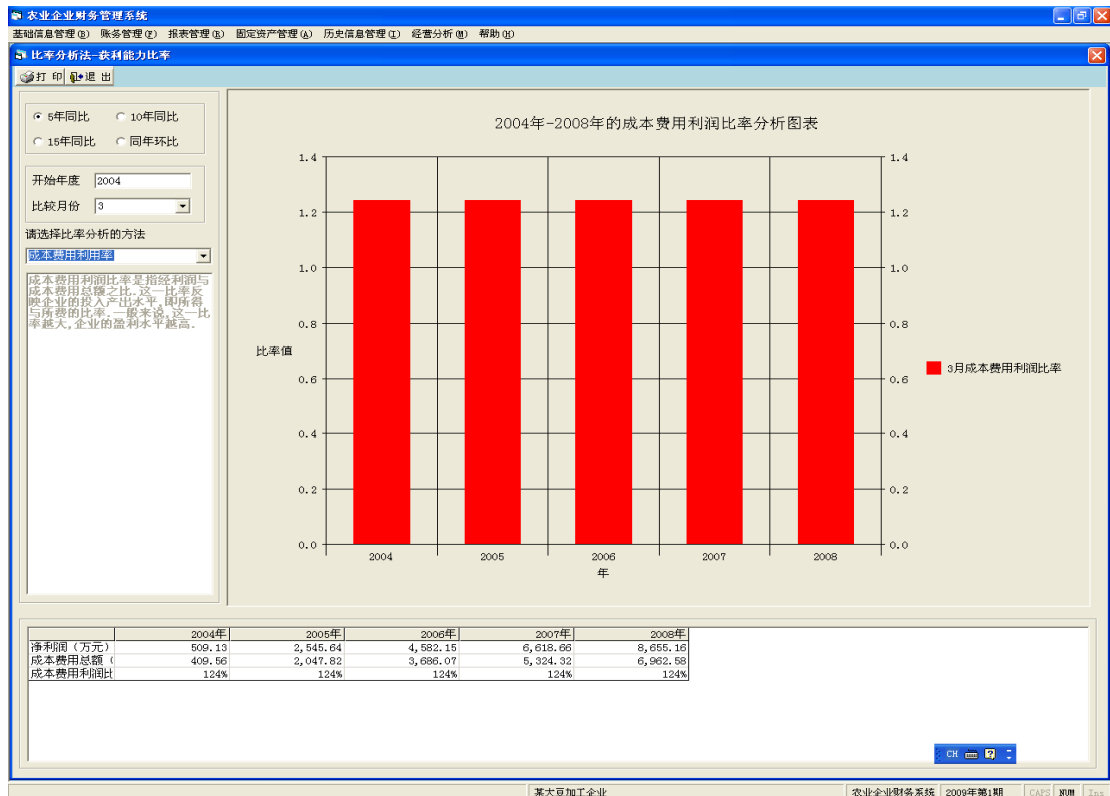 农业企业财务管理系统
基础信息管理(B) 账务管理(F) 报表管理(R) 固定资产管理(A) 历史信息管理(I) 经营分析(M) 帮助(H)
比率分析法-获利能力比率
打 印 退 出
5年同比 10年同比
15年同比 同年环比
开始年度 2004
比较月份 3
请选择比率分析的方法
成本费用利用率
成本费用利润比率是指经利润与
成本费用总额之比.这一比率反
映企业的投入产出水平,即所得
与所费的比率.一般来说,这一比
率越大,企业的盈利水平越高.
2004年-2008年的成本费用利润比率分析图表
1.4 1.4
1.2 1.2
1.0 1.0
0.8 0.8
比率值
0.6 0.6
3月成本费用利润比率
0.4 0.4
0.2 0.2
0.0 0.0
2004 2005 2006 2007 2008
年
2004年 2005年 2006年 2007年 2008年
净利润（万元） 509.13 2,545.64 4,582.15 6,618.66 8,655.16
成本费用总额（ 409.56 2,047.82 3,686.07 5,324.32 6,962.58
成本费用利润比 124% 124% 124% 124% 124%
CH
某大豆加工企业 农业企业财务系统 2009年第1期 CAPS NUM Ins